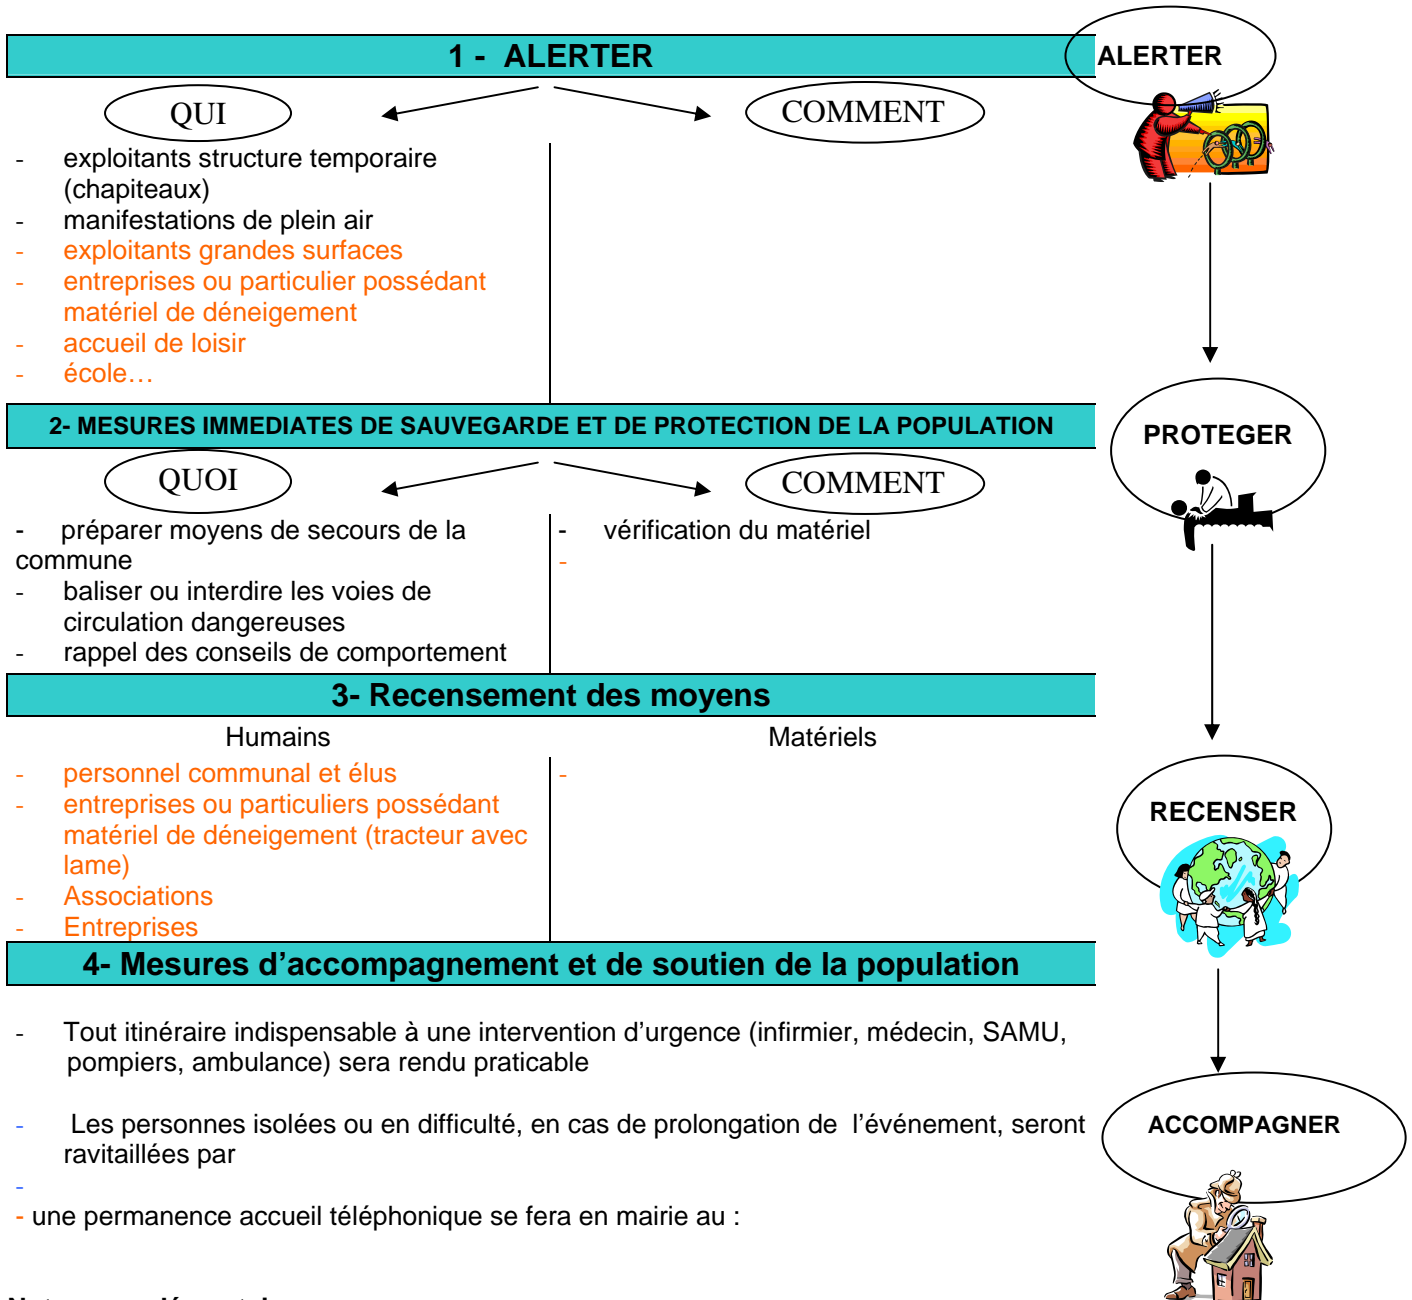 1 - ALERTER
ALERTER
QUI
COMMENT
- exploitants structure temporaire
(chapiteaux)
- manifestations de plein air
- exploitants grandes surfaces
- entreprises ou particulier possédant
matériel de déneigement
- accueil de loisir
- école…
2- MESURES IMMEDIATES DE SAUVEGARDE ET DE PROTECTION DE LA POPULATION
PROTEGER
QUOI
COMMENT
- préparer moyens de secours de la
commune
- baliser ou interdire les voies de
circulation dangereuses
- rappel des conseils de comportement
- vérification du matériel
-
3- Recensement des moyens
Humains
Matériels
- personnel communal et élus
- entreprises ou particuliers possédant
matériel de déneigement (tracteur avec
lame)
- Associations
- Entreprises
-
RECENSER
4- Mesures d’accompagnement et de soutien de la population
- Tout itinéraire indispensable à une intervention d’urgence (infirmier, médecin, SAMU,
pompiers, ambulance) sera rendu praticable
- Les personnes isolées ou en difficulté, en cas de prolongation de l’événement, seront
ravitaillées par
-
- une permanence accueil téléphonique se fera en mairie au :
ACCOMPAGNER